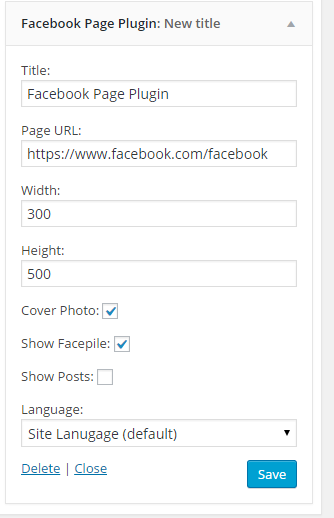 Facebook Page Plugin: New title
Title:
Facebook Page Plugin
Page URL:
https://www.facebook.com/facebook
Width:
300
Height:
500
Cover Photo:
Show Facepile:
Show Posts:
Language:
Site Lanugage (default)
Delete | Close
Save